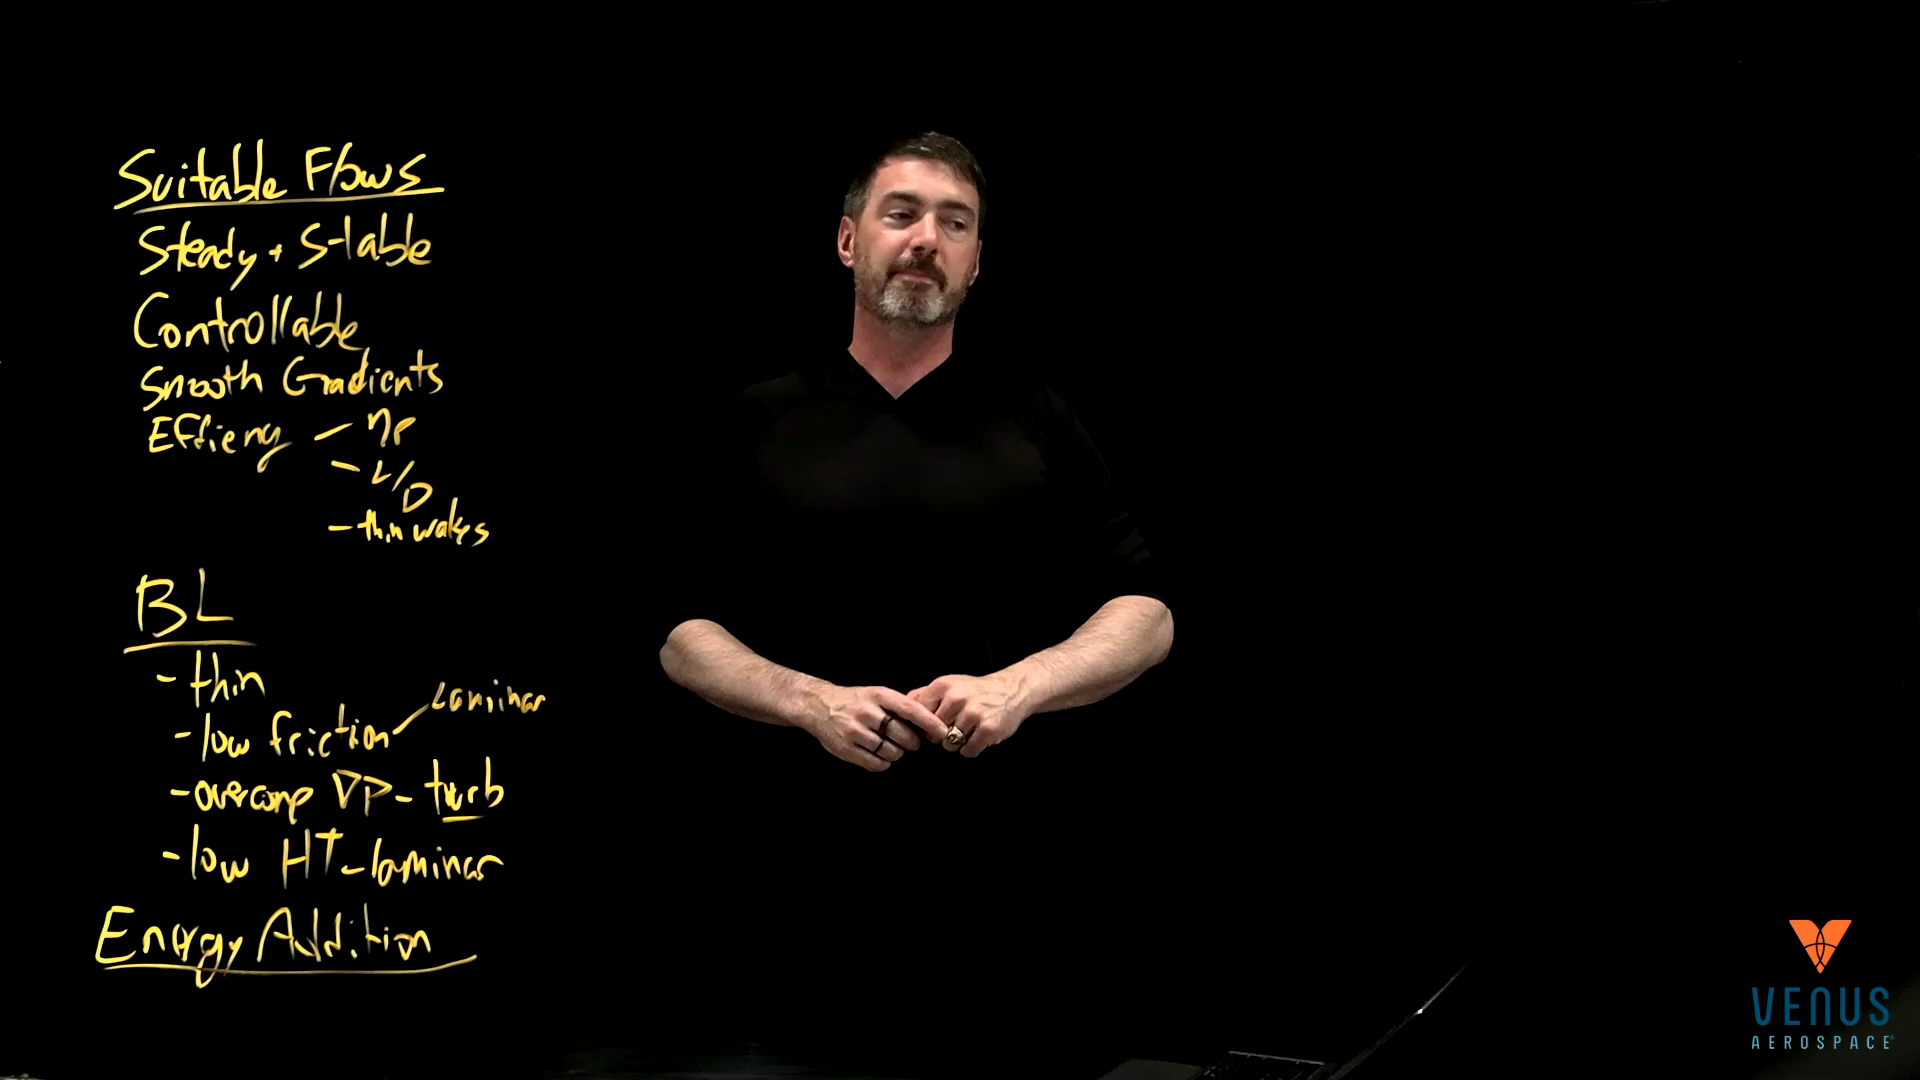 Suitable Flows
Steady + Stable
Controllable
Smooth Gradients
Effieny - ηp
- L/D
- thin wakes
BL
- thin
- low friction - Laminar
- overcome ∇P - turb
- low HT - laminar
Energy Addition
VENUS
AEROSPACE